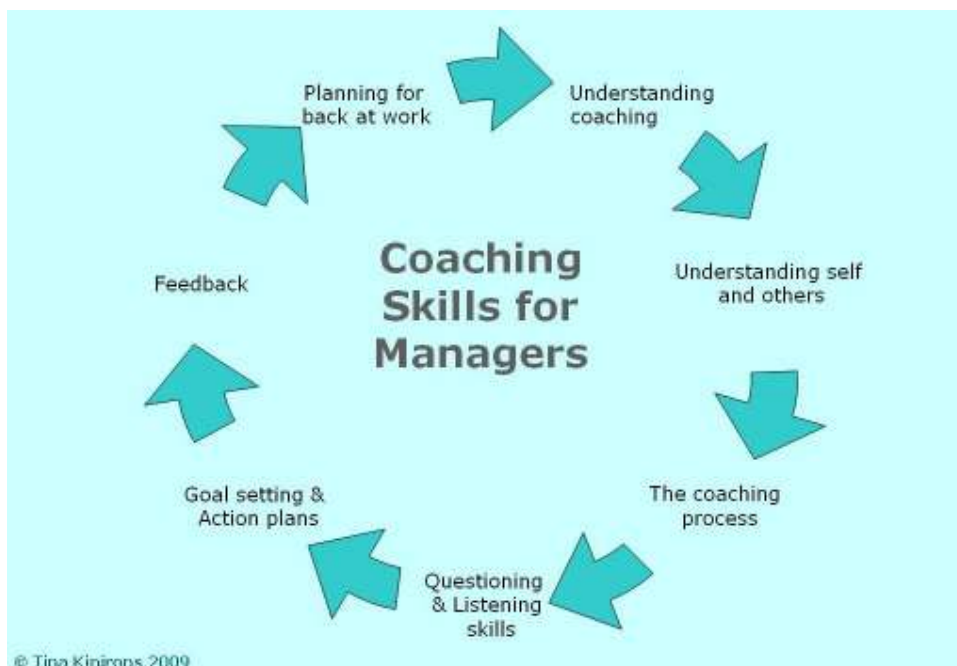 Coaching
Skills for
Managers
Understanding
coaching
Understanding self
and others
The coaching
process
Questioning
& Listening
skills
Goal setting &
Action plans
Feedback
Planning for
back at work
© Tina Kinirons 2009